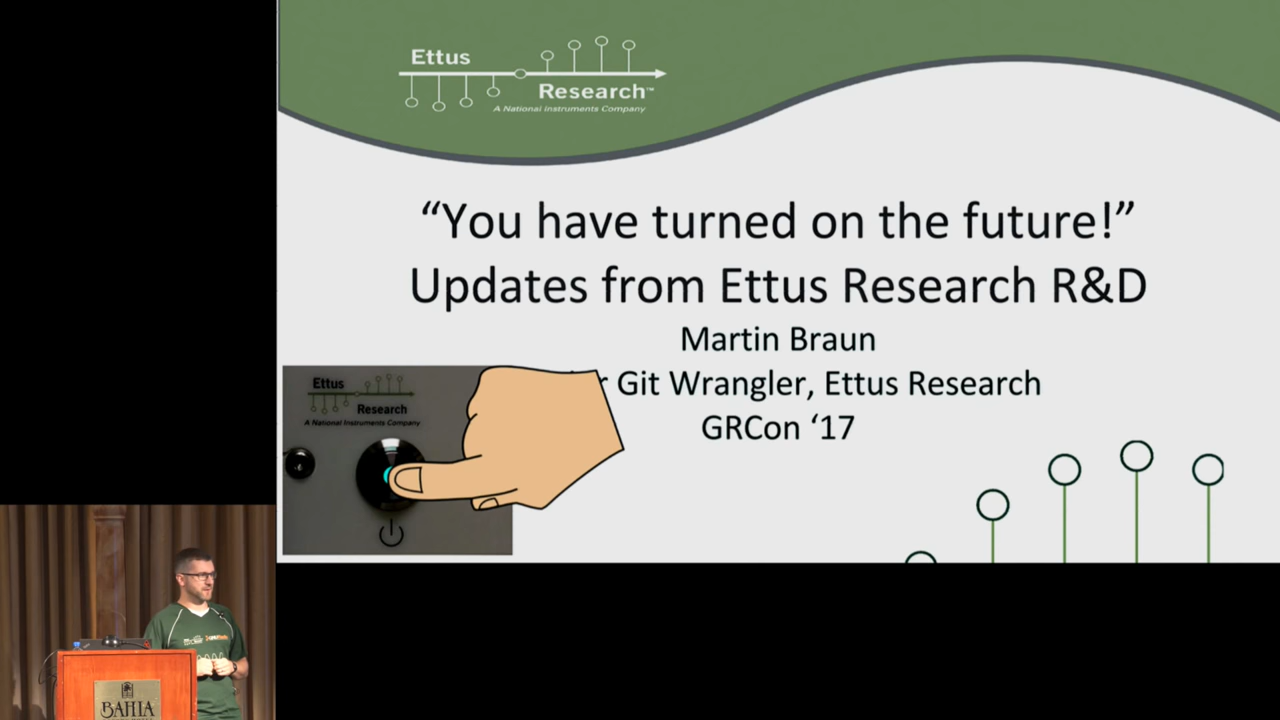 Ettus
Research™
A National Instruments Company
“You have turned on the future!”
Updates from Ettus Research R&D
Martin Braun
Git Wrangler, Ettus Research
GRCon ‘17
Ettus
Research
A National Instruments Company
BAHIA